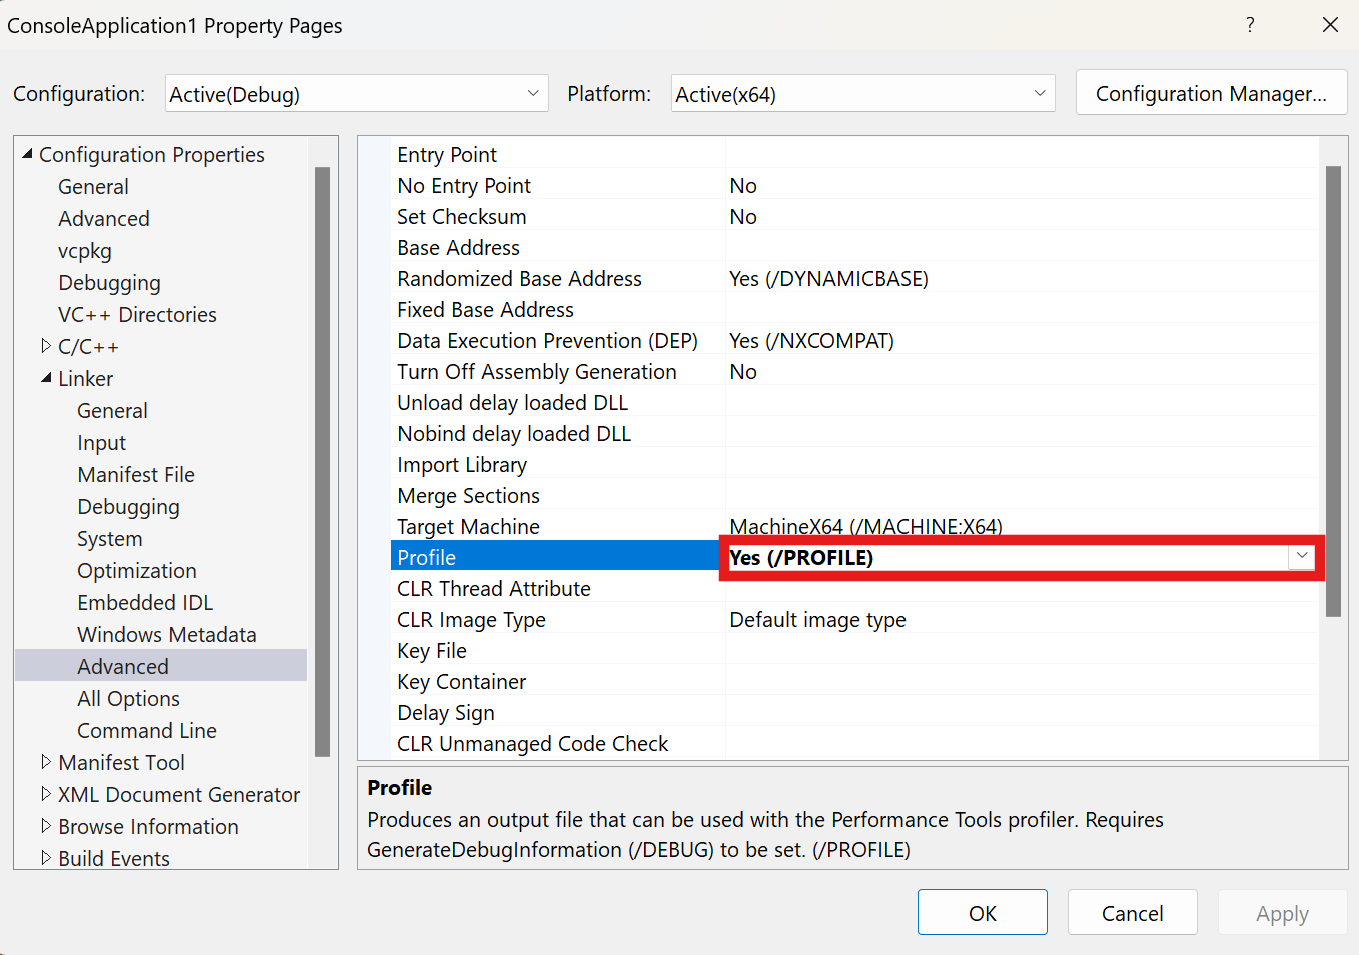 ConsoleApplication1 Property Pages
?
Configuration: Active(Debug) Platform: Active(x64) Configuration Manager...
Configuration Properties
General
Advanced
vcpkg
Debugging
VC++ Directories
C/C++
Linker
General
Input
Manifest File
Debugging
System
Optimization
Embedded IDL
Windows Metadata
Advanced
All Options
Command Line
Manifest Tool
XML Document Generator
Browse Information
Build Events
Entry Point
No Entry Point No
Set Checksum No
Base Address
Randomized Base Address Yes (/DYNAMICBASE)
Fixed Base Address
Data Execution Prevention (DEP) Yes (/NXCOMPAT)
Turn Off Assembly Generation No
Unload delay loaded DLL
Nobind delay loaded DLL
Import Library
Merge Sections
Target Machine MachineX64 (/MACHINE:X64)
Profile Yes (/PROFILE)
CLR Thread Attribute
CLR Image Type Default image type
Key File
Key Container
Delay Sign
CLR Unmanaged Code Check
Profile
Produces an output file that can be used with the Performance Tools profiler. Requires
GenerateDebugInformation (/DEBUG) to be set. (/PROFILE)
OK Cancel Apply